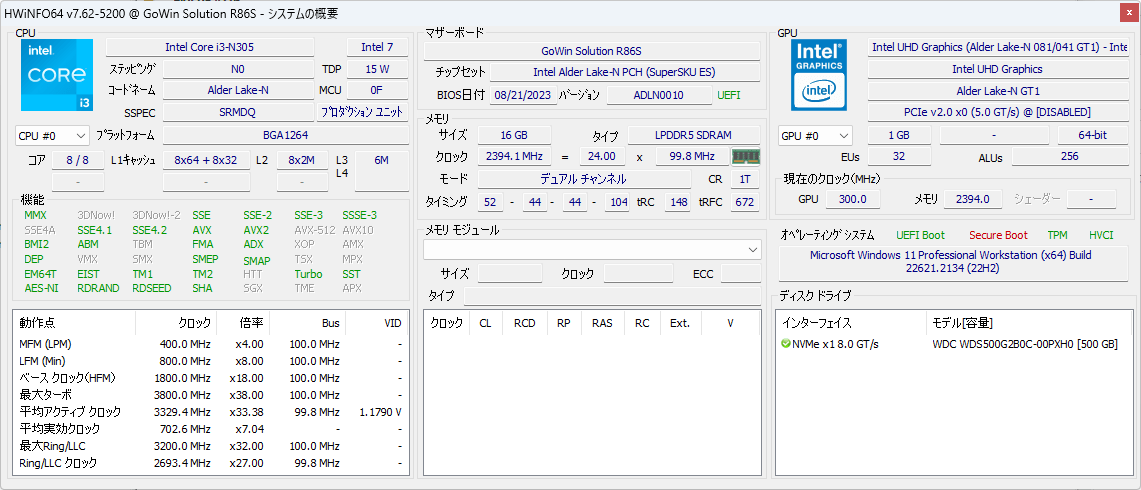 HWiNFO64 v7.62-5200 @ GoWin Solution R86S - システムの概要
CPU
intel CORE i3
Intel Core i3-N305 Intel 7
ステッピング N0 TDP 15 W
コードネーム Alder Lake-N MCU 0F
SSPEC SRMDQ プロダクション ユニット
CPU #0 プラットフォーム BGA1264
コア 8 / 8 L1キャッシュ 8x64 + 8x32 L2 8x2M L3 6M
- - - L4
機能
MMX 3DNow! 3DNow!-2 SSE SSE-2 SSE-3 SSSE-3
SSE4A SSE4.1 SSE4.2 AVX AVX2 AVX-512 AVX10
BMI2 ABM TBM FMA ADX XOP AMX
DEP VMX SMX SMEP SMAP TSX MPX
EM64T EIST TM1 TM2 HTT Turbo SST
AES-NI RDRAND RDSEED SHA SGX TME APX
動作点 クロック 倍率 Bus VID
MFM (LPM) 400.0 MHz x4.00 100.0 MHz -
LFM (Min) 800.0 MHz x8.00 100.0 MHz -
ベース クロック(HFM) 1800.0 MHz x18.00 100.0 MHz -
最大ターボ 3800.0 MHz x38.00 100.0 MHz -
平均アクティブ クロック 3329.4 MHz x33.38 99.8 MHz 1.1790 V
平均実効クロック 702.6 MHz x7.04 - -
最大Ring/LLC 3200.0 MHz x32.00 100.0 MHz -
Ring/LLC クロック 2693.4 MHz x27.00 99.8 MHz -
マザーボード
GoWin Solution R86S
チップセット Intel Alder Lake-N PCH (SuperSKU ES)
BIOS日付 08/21/2023 バージョン ADLN0010 UEFI
メモリ
サイズ 16 GB タイプ LPDDR5 SDRAM
クロック 2394.1 MHz = 24.00 x 99.8 MHz
モード デュアル チャンネル CR 1T
タイミング 52 - 44 - 44 - 104 tRC 148 tRFC 672
メモリ モジュール
サイズ クロック ECC
タイプ
クロック CL RCD RP RAS RC Ext. V
GPU
intel GRAPHICS intel
Intel UHD Graphics (Alder Lake-N 081/041 GT1) - Inte
Intel UHD Graphics
Alder Lake-N GT1
PCIe v2.0 x0 (5.0 GT/s) @ [DISABLED]
GPU #0 1 GB - 64-bit
EUs 32 ALUs 256
現在のクロック(MHz)
GPU 300.0 メモリ 2394.0 シェーダー -
オペレーティングシステム UEFI Boot Secure Boot TPM HVCI
Microsoft Windows 11 Professional Workstation (x64) Build
22621.2134 (22H2)
ディスク ドライブ
インターフェイス モデル[容量]
NVMe x1 8.0 GT/s WDC WDS500G2B0C-00PXH0 [500 GB]